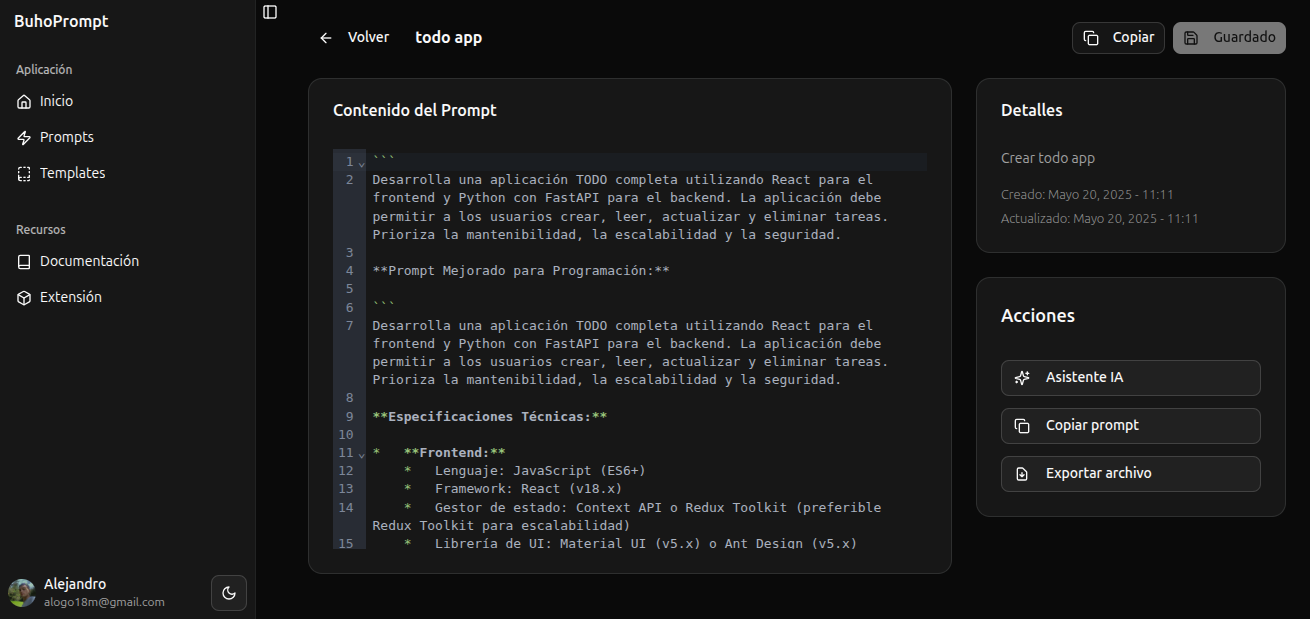 BuhoPrompt
Aplicación
Inicio
Prompts
Templates
Recursos
Documentación
Extensión
Alejandro
alogo18m@gmail.com
Volver
todo app
Copiar
Guardado
Contenido del Prompt
1 ```
2 Desarrolla una aplicación TODO completa utilizando React para el
frontend y Python con FastAPI para el backend. La aplicación debe
permitir a los usuarios crear, leer, actualizar y eliminar tareas.
Prioriza la mantenibilidad, la escalabilidad y la seguridad.
3
4 **Prompt Mejorado para Programación:**
5
6 ```
7 Desarrolla una aplicación TODO completa utilizando React para el
frontend y Python con FastAPI para el backend. La aplicación debe
permitir a los usuarios crear, leer, actualizar y eliminar tareas.
Prioriza la mantenibilidad, la escalabilidad y la seguridad.
8
9 **Especificaciones Técnicas:**
10
11 *   **Frontend:**
12     *   Lenguaje: JavaScript (ES6+)
13     *   Framework: React (v18.x)
14     *   Gestor de estado: Context API o Redux Toolkit (preferible
Redux Toolkit para escalabilidad)
15     *   Librería de UI: Material UI (v5.x) o Ant Design (v5.x)
Detalles
Crear todo app
Creado: Mayo 20, 2025 - 11:11
Actualizado: Mayo 20, 2025 - 11:11
Acciones
Asistente IA
Copiar prompt
Exportar archivo